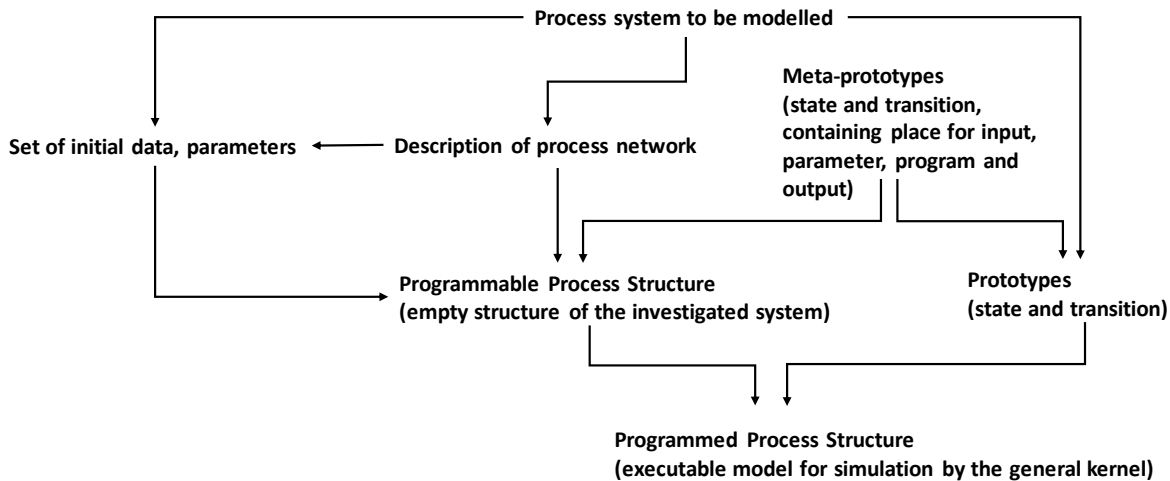 Process system to be modelled
Meta-prototypes
(state and transition,
containing place for input,
parameter, program and
output)
Set of initial data, parameters
Description of process network
Programmable Process Structure
(empty structure of the investigated system)
Prototypes
(state and transition)
Programmed Process Structure
(executable model for simulation by the general kernel)